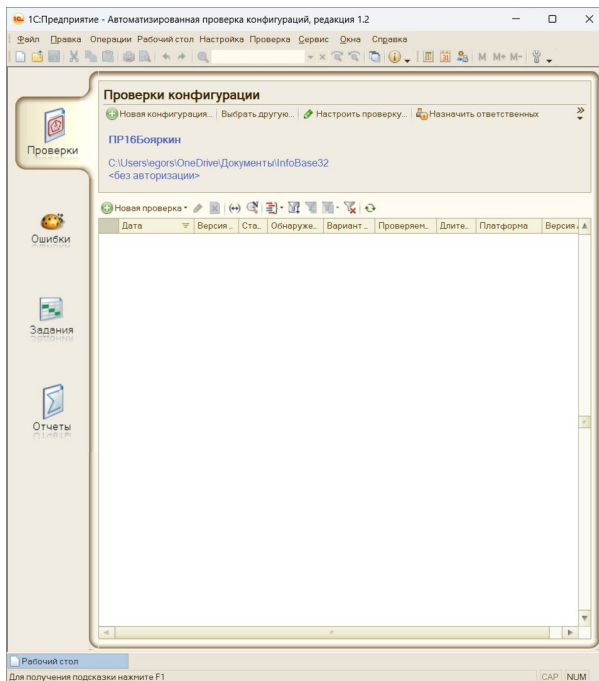 1С:Предприятие - Автоматизированная проверка конфигураций, редакция 1.2
Файл Правка Операции Рабочий стол Настройка Проверка Сервис Окна Справка
M M+ M-
Проверки конфигурации
Новая конфигурация... Выбрать другую... Настроить проверку... Назначить ответственных
ПР16Бояркин
C:\Users\egors\OneDrive\Документы\InfoBase32
<без авторизации>
Новая проверка
Дата Версия... Ста... Обнаруже... Вариант... Проверяем... Длите... Платформа Версия
Проверки
Ошибки
Задания
Отчеты
Рабочий стол
Для получения подсказки нажмите F1
CAP NUM